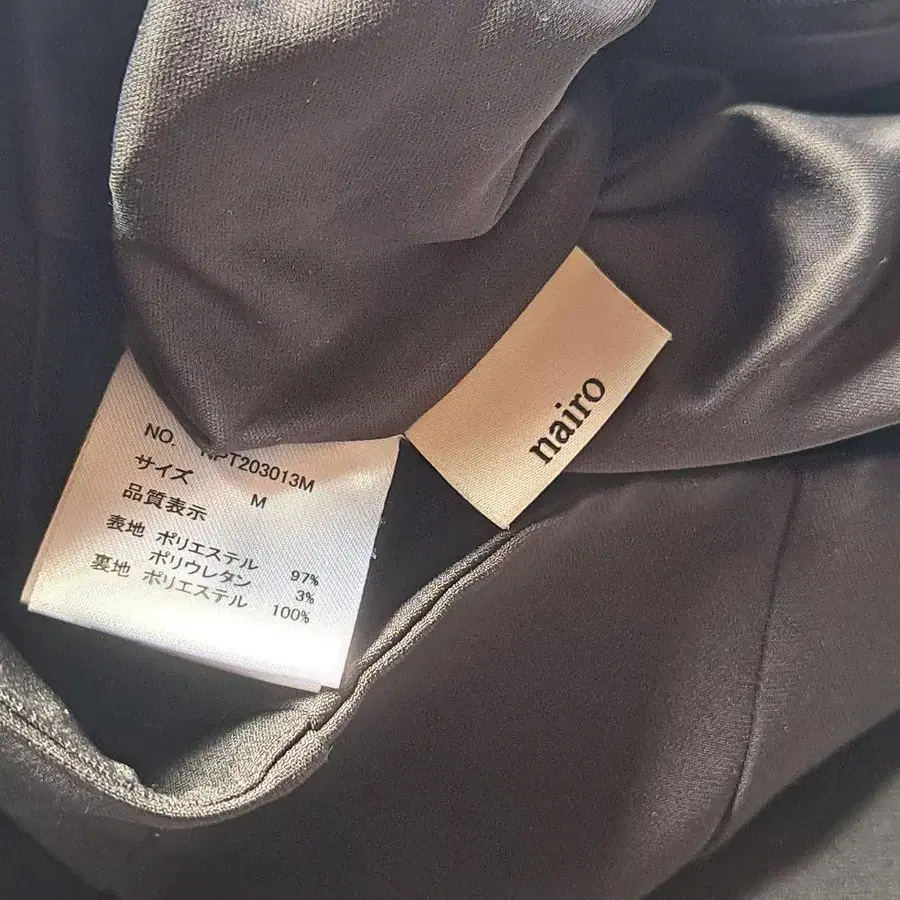 NO. NPT203013M
サイズ M
品質表示
表地 ポリエステル 97%
ポリウレタン 3%
裏地 ポリエステル 100%
nairo